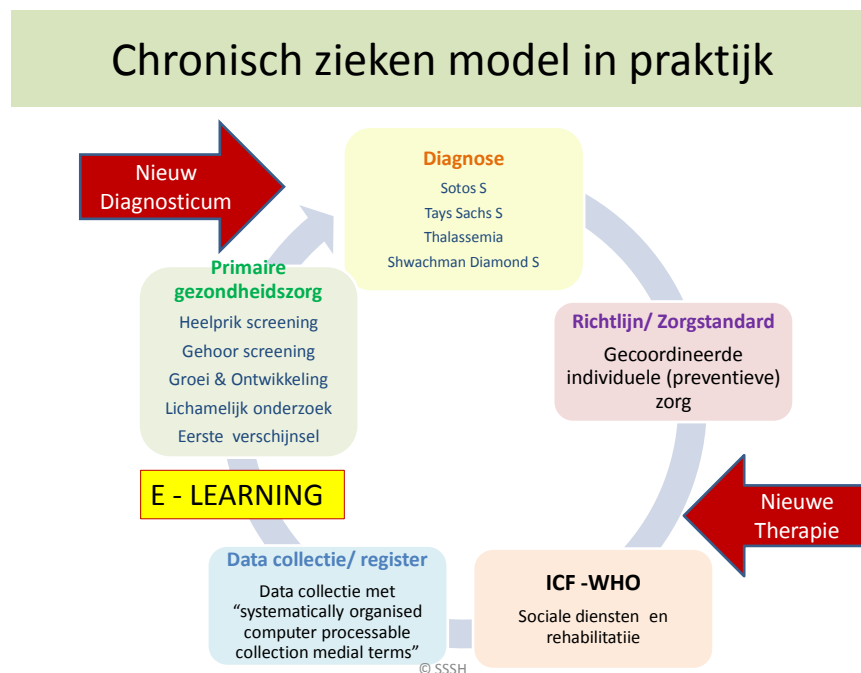 Chronisch zieken model in praktijk
Nieuw
Diagnosticum
Diagnose
Sotos S
Tays Sachs S
Thalassemia
Shwachman Diamond S
Primaire
gezondheidszorg
Heelprik screening
Gehoor screening
Groei & Ontwikkeling
Lichamelijk onderzoek
Eerste verschijnsel
Richtlijn/ Zorgstandard
Gecoordineerde
individuele (preventieve)
zorg
E - LEARNING
Nieuwe
Therapie
Data collectie/ register
Data collectie met
“systematically organised
computer processable
collection medial terms”
ICF -WHO
Sociale diensten en
rehabilitatiie
© SSSH